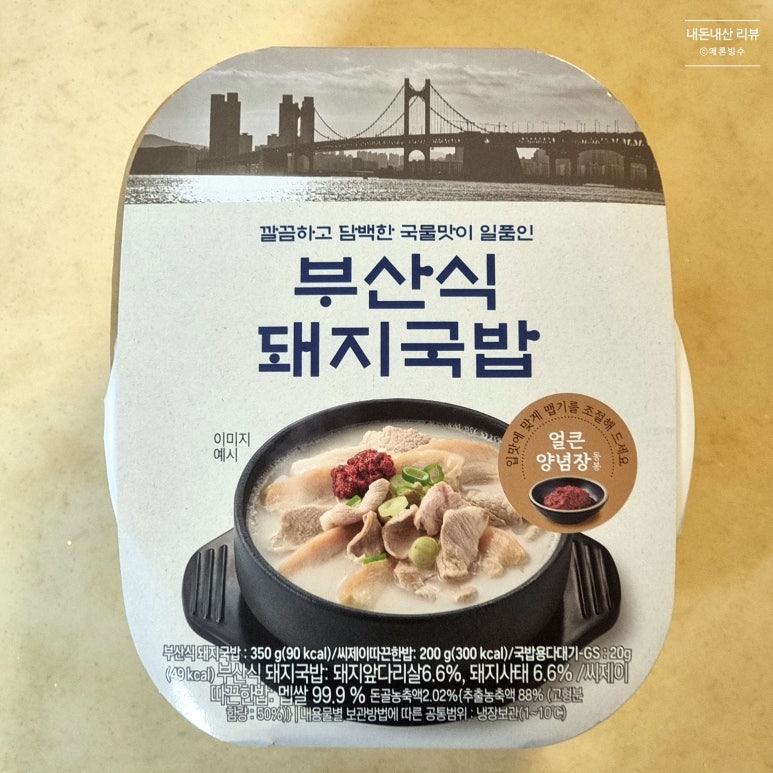 내돈내산 리뷰
©메론빙수
깔끔하고 담백한 국물맛이 일품인
부산식
돼지국밥
이미지
예시
입맛에 맞게 맵기를 조절해 드세요
얼큰
양념장 동봉
부산식 돼지국밥 : 350 g(90 kcal)/씨제이따끈한밥: 200 g(300 kcal)/국밥용다대기-GS : 20g
(49 kcal) 부산식 돼지국밥: 돼지앞다리살6.6%, 돼지사태 6.6% /씨제이
따끈한밥: 멥쌀 99.9 % 돈골농축액2.02%{추출농축액 88% (고형분
함량 : 50%)} | 내용물별 보관방법에 따른 공통범위 : 냉장보관(1~10℃)